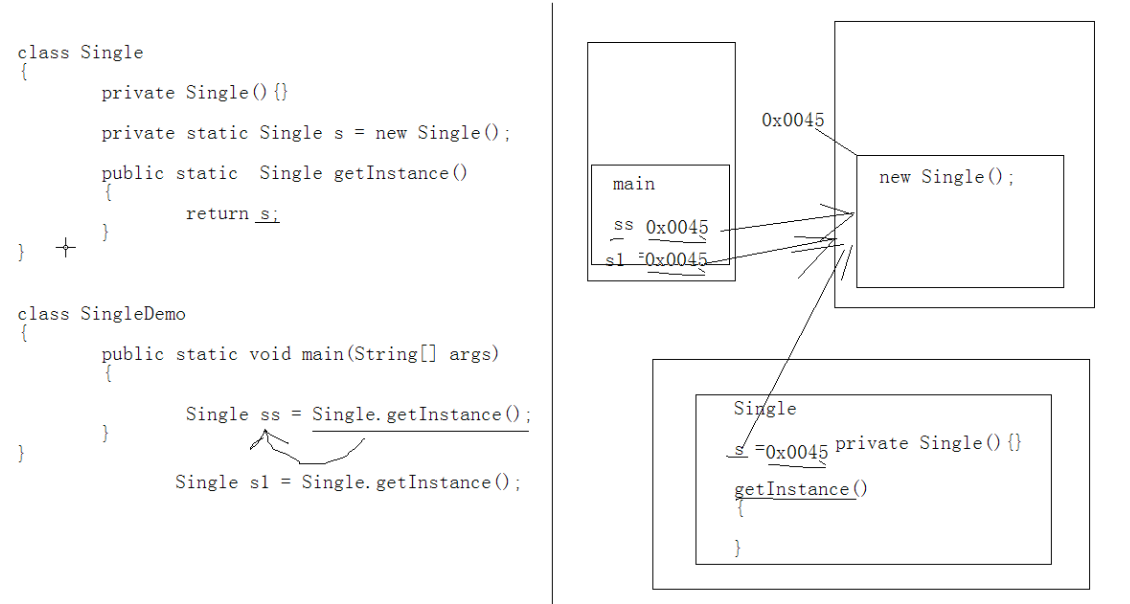 class Single
{
private Single(){}
private static Single s = new Single();
public static  Single getInstance()
{
return s;
}
}
class SingleDemo
{
public static void main(String[] args)
{
Single ss = Single.getInstance();
}
}
Single s1 = Single.getInstance();
main
ss 0x0045
s1 =0x0045
0x0045
new Single();
Single
s =0x0045 private Single(){}
getInstance()
{
}